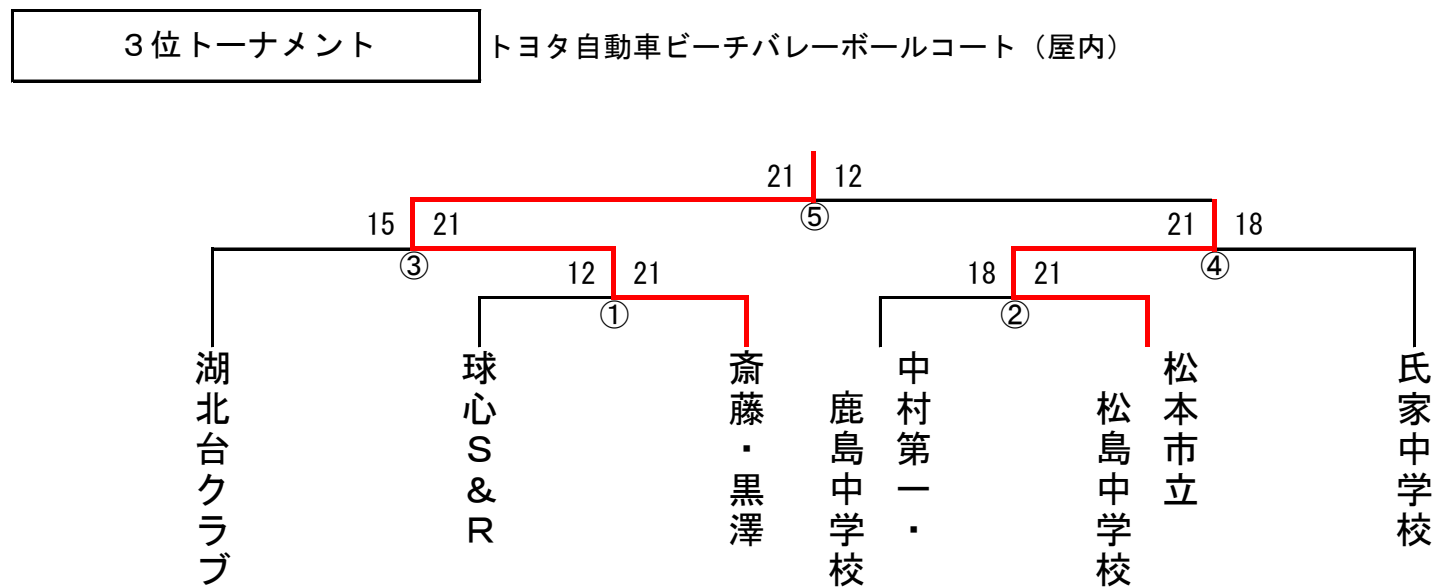 ３位トーナメント
トヨタ自動車ビーチバレーボールコート（屋内）
21 12
⑤
15 21
21 18
③
④
12 21
18 21
①
②
湖北台クラブ
球心Ｓ＆Ｒ
斎藤・黒澤
中村第一・
鹿島中学校
松本市立
松島中学校
氏家中学校